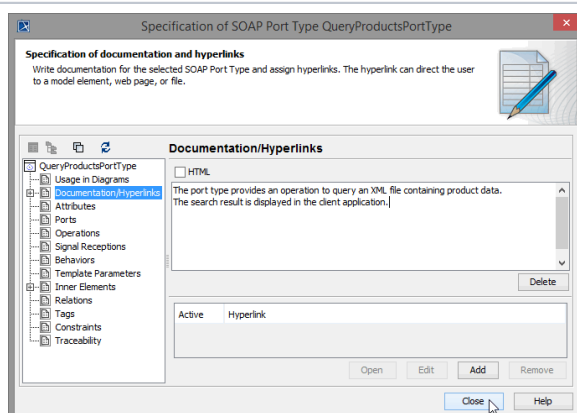 Specification of SOAP Port Type QueryProductsPortType
Specification of documentation and hyperlinks
Write documentation for the selected SOAP Port Type and assign hyperlinks. The hyperlink can direct the user
to a model element, web page, or file.
Documentation/Hyperlinks
QueryProductsPortType
Usage in Diagrams
Documentation/Hyperlinks
Attributes
Ports
Operations
Signal Receptions
Behaviors
Template Parameters
Inner Elements
Relations
Tags
Constraints
Traceability
HTML
The port type provides an operation to query an XML file containing product data.
The search result is displayed in the client application.
Delete
Active Hyperlink
Open Edit Add Remove
Close Help